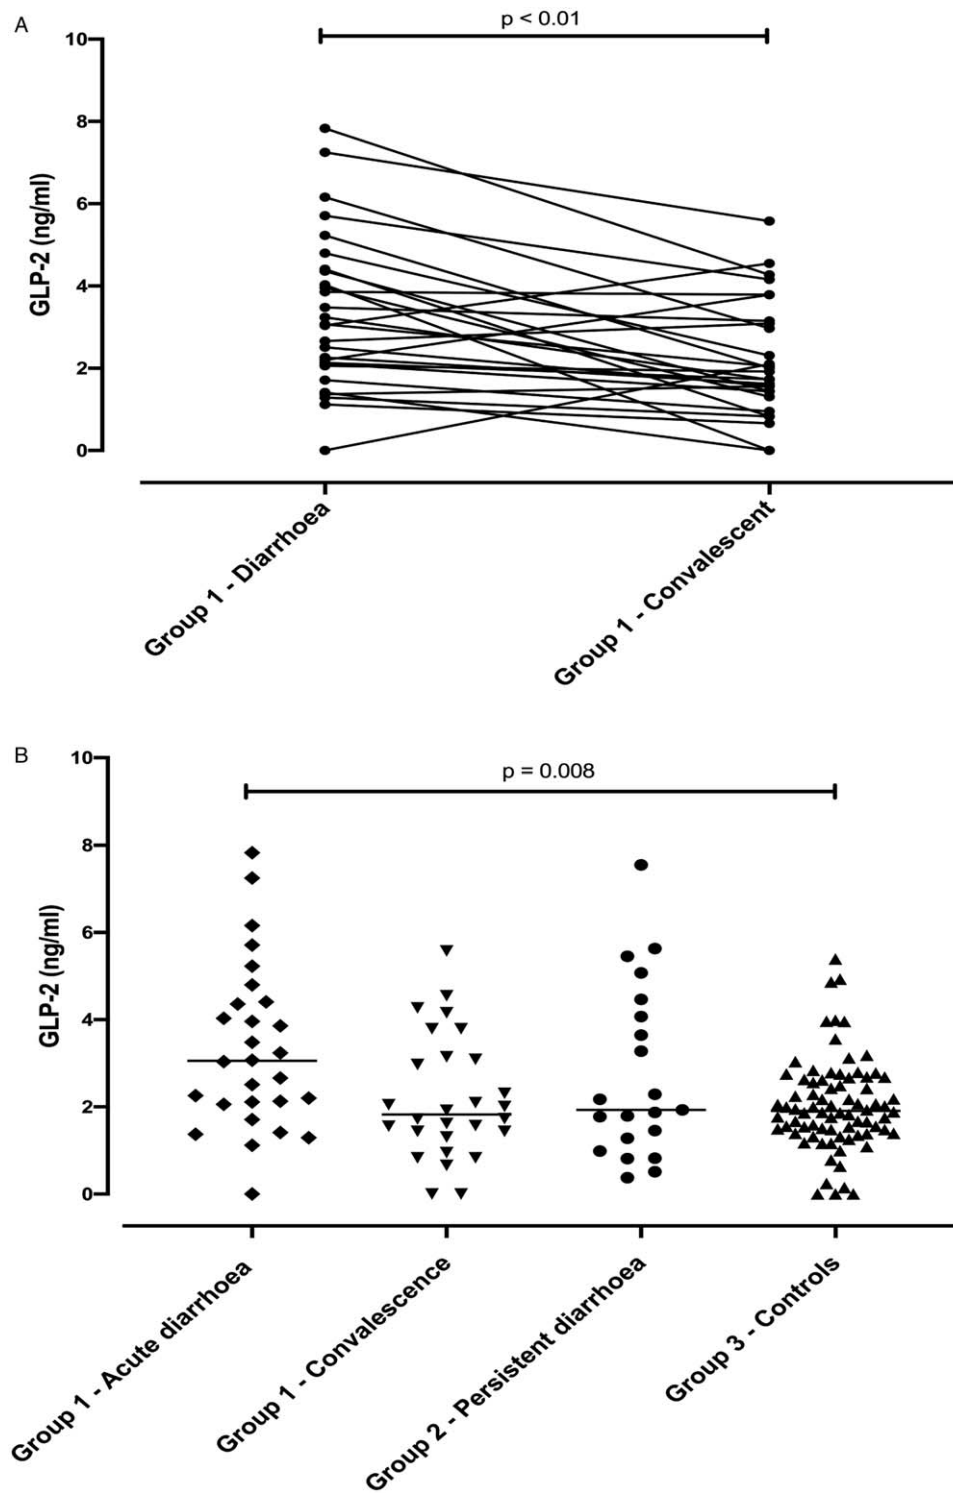 A
p < 0.01
10
8
6
4
2
0
GLP-2 (ng/ml)
Group 1 - Diarrhoea
Group 1 - Convalescent
B
p = 0.008
10
8
6
4
2
0
GLP-2 (ng/ml)
Group 1 - Acute diarrhoea
Group 1 - Convalescence
Group 2 - Persistent diarrhoea
Group 3 - Controls